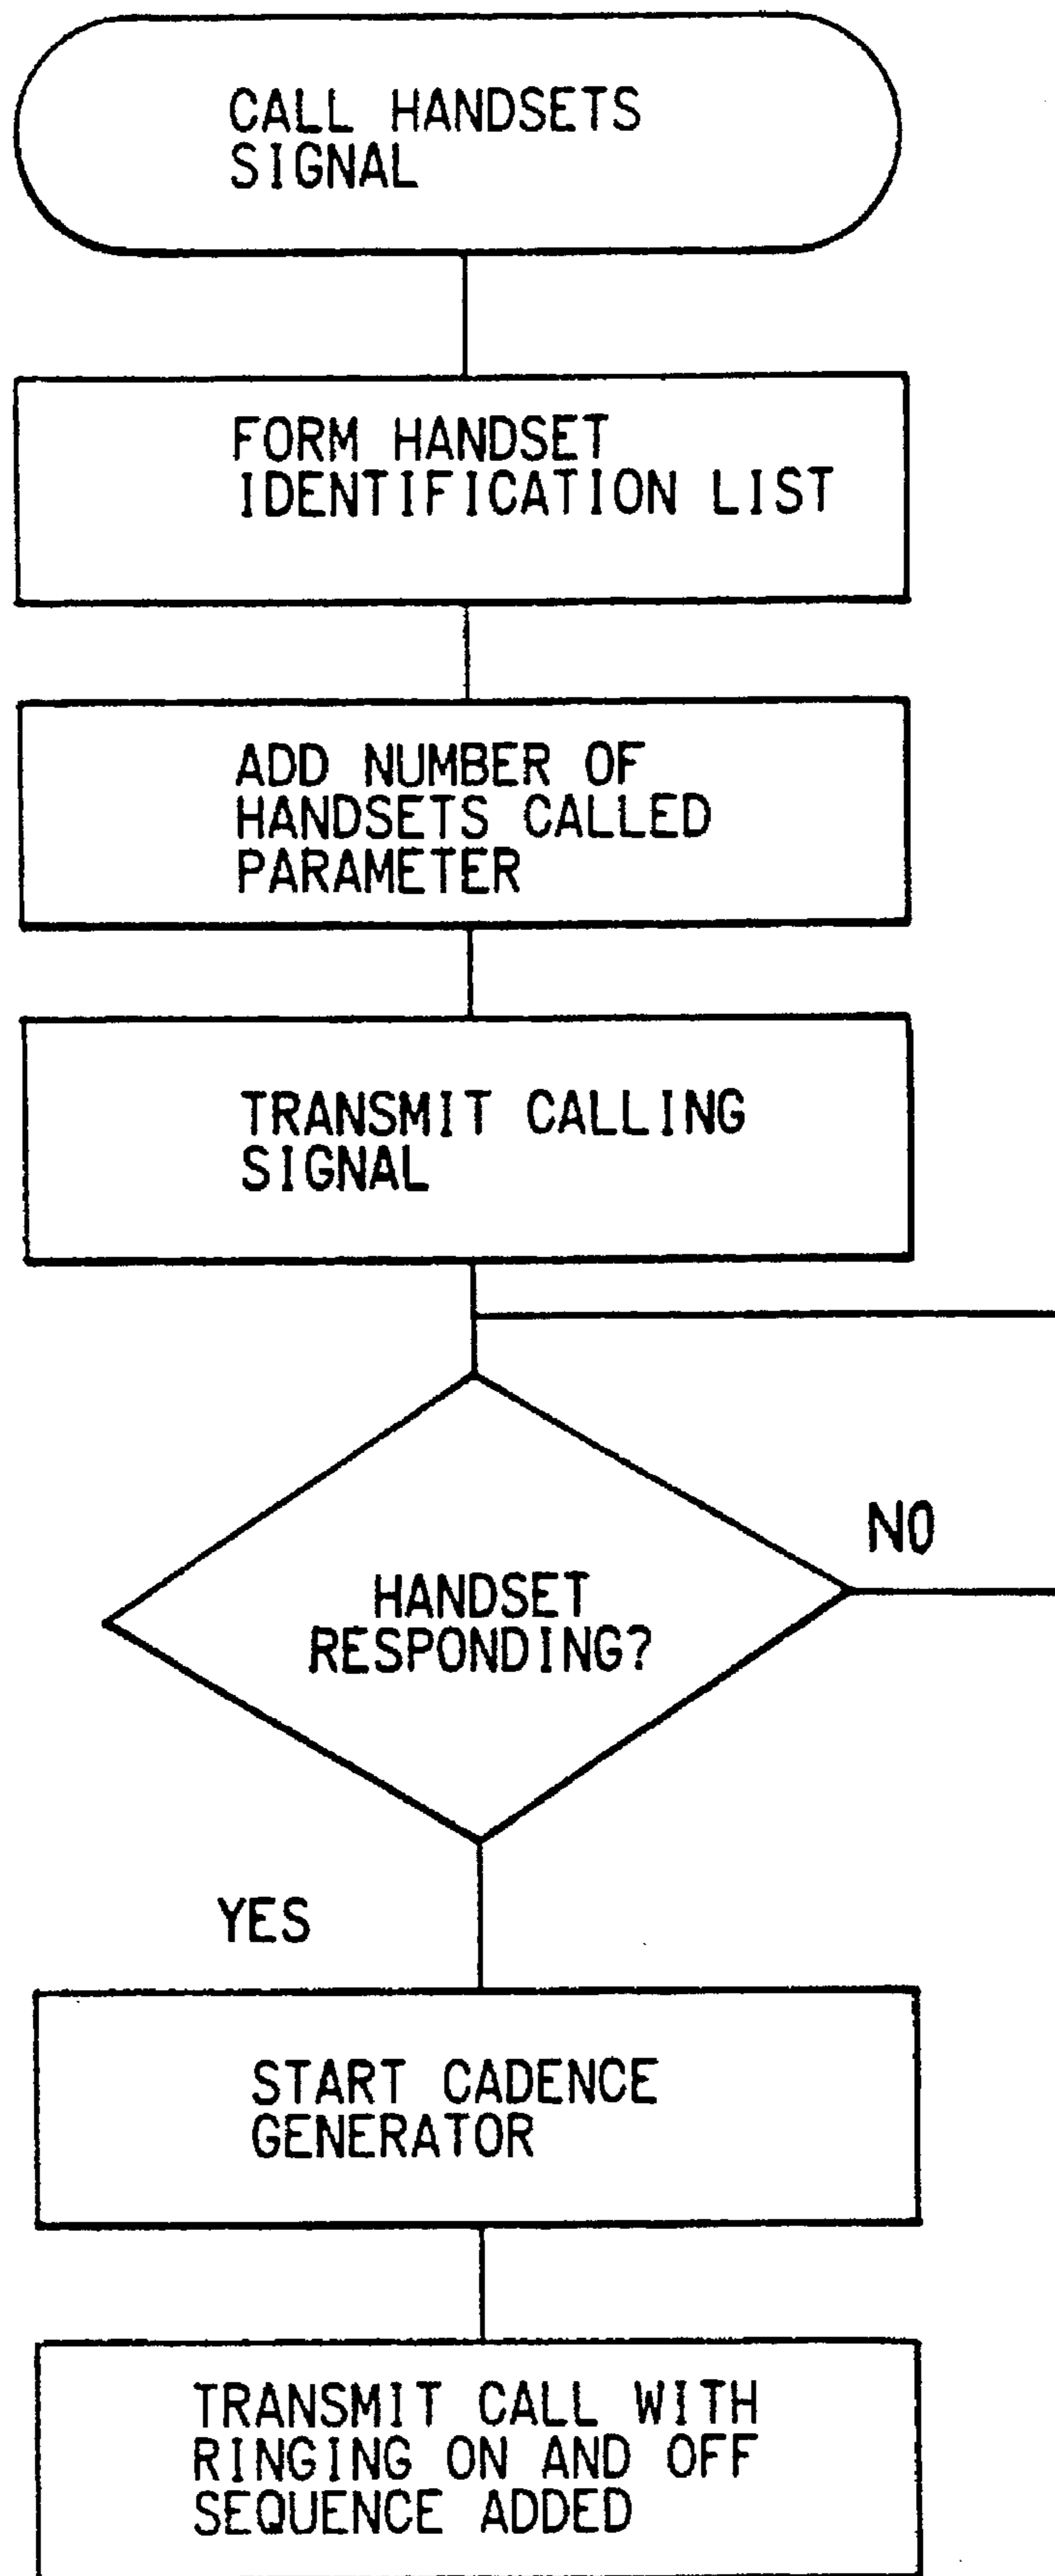 CALL HANDSETS
SIGNAL
FORM HANDSET
IDENTIFICATION LIST
ADD NUMBER OF
HANDSETS CALLED
PARAMETER
TRANSMIT CALLING
SIGNAL
NO
HANDSET
RESPONDING?
YES
START CADENCE
GENERATOR
TRANSMIT CALL WITH
RINGING ON AND OFF
SEQUENCE ADDED